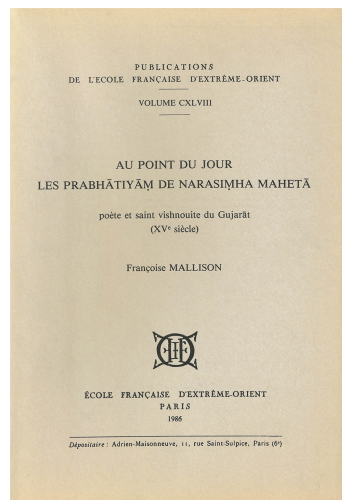 PUBLICATIONS
DE L'ECOLE FRANÇAISE D'EXTRÊME-ORIENT
VOLUME CXLVIII
AU POINT DU JOUR
LES PRABHĀTIYĀṂ DE NARASIṂHA MAHETĀ
poète et saint vishnouite du Gujarāt
(XVe siècle)
Françoise MALLISON
ÉCOLE FRANÇAISE D'EXTRÊME-ORIENT
PARIS
1986
Dépositaire : Adrien-Maisonneuve, 11, rue Saint-Sulpice, Paris (6e)